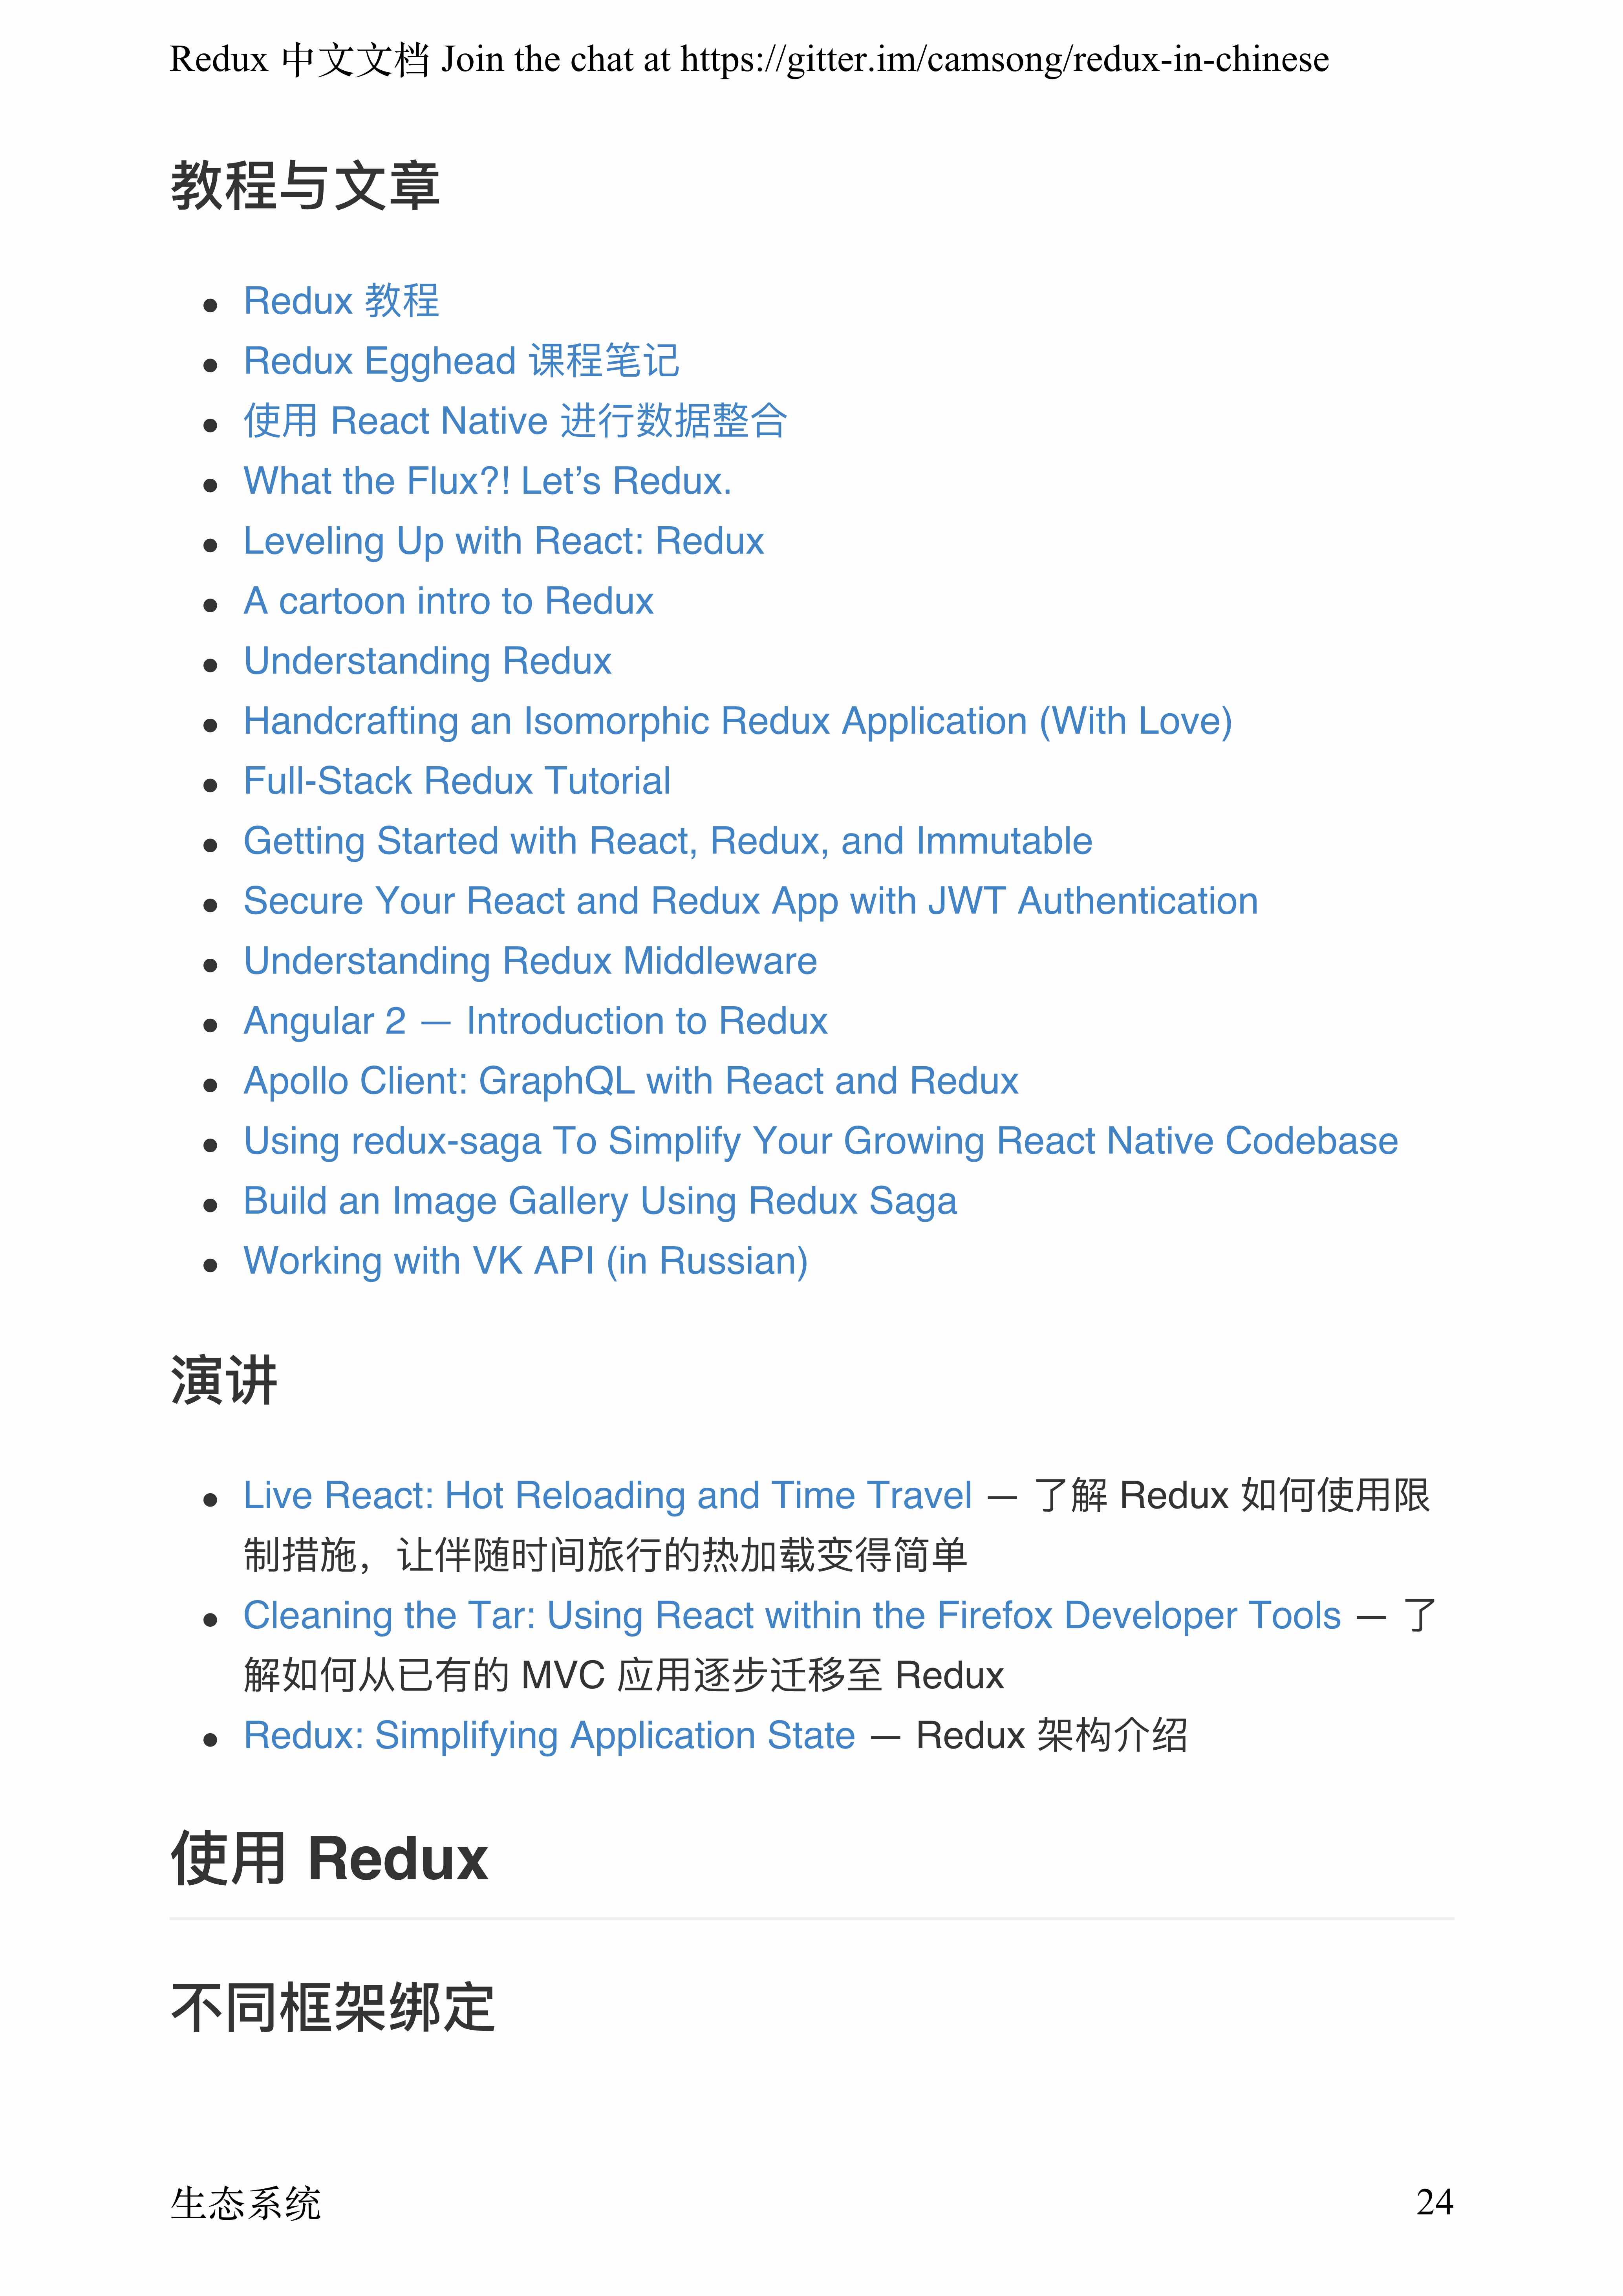 Redux 中文文档 Join the chat at https://gitter.im/camsong/redux-in-chinese
教程与文章
Redux 教程
Redux Egghead 课程笔记
使用 React Native 进行数据整合
What the Flux?! Let’s Redux.
Leveling Up with React: Redux
A cartoon intro to Redux
Understanding Redux
Handcrafting an Isomorphic Redux Application (With Love)
Full-Stack Redux Tutorial
Getting Started with React, Redux, and Immutable
Secure Your React and Redux App with JWT Authentication
Understanding Redux Middleware
Angular 2 — Introduction to Redux
Apollo Client: GraphQL with React and Redux
Using redux-saga To Simplify Your Growing React Native Codebase
Build an Image Gallery Using Redux Saga
Working with VK API (in Russian)
演讲
Live React: Hot Reloading and Time Travel — 了解 Redux 如何使用限
制措施，让伴随时间旅行的热加载变得简单
Cleaning the Tar: Using React within the Firefox Developer Tools — 了
解如何从已有的 MVC 应用逐步迁移至 Redux
Redux: Simplifying Application State — Redux 架构介绍
使用 Redux
不同框架绑定
生态系统 24